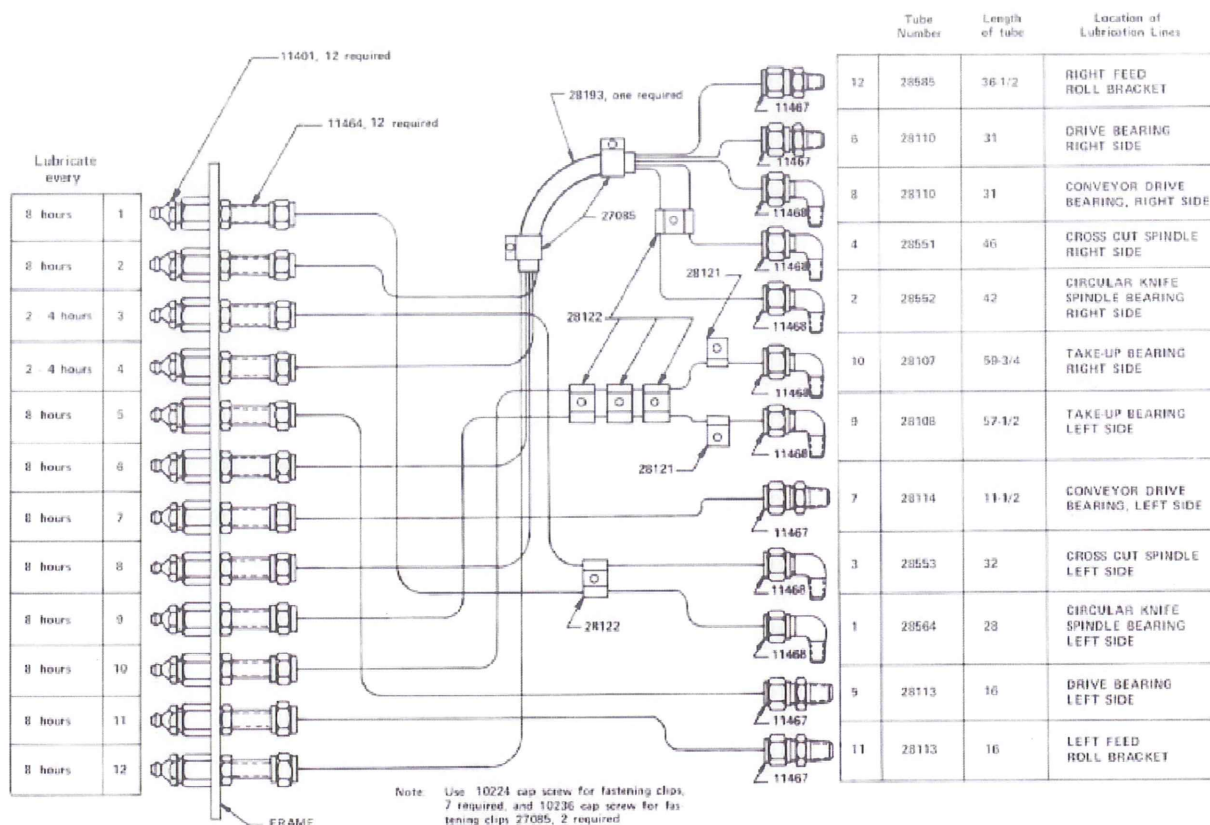 Tube Number
Length of tube
Location of Lubrication Lines
11401, 12 required
11464, 12 required
28193, one required
Lubricate every
8 hours 1
8 hours 2
2 - 4 hours 3
2 - 4 hours 4
8 hours 5
8 hours 6
8 hours 7
8 hours 8
8 hours 9
8 hours 10
8 hours 11
8 hours 12
27085
28122
28121
28121
28122
11467
11467
11468
11468
11468
11468
11468
11467
11468
11468
11467
11467
12 28585 36-1/2 RIGHT FEED
ROLL BRACKET
6 28110 31 DRIVE BEARING
RIGHT SIDE
8 28110 31 CONVEYOR DRIVE
BEARING, RIGHT SIDE
4 28551 46 CROSS CUT SPINDLE
RIGHT SIDE
2 28552 42 CIRCULAR KNIFE
SPINDLE BEARING
RIGHT SIDE
10 28107 59-3/4 TAKE-UP BEARING
RIGHT SIDE
9 28108 57-1/2 TAKE-UP BEARING
LEFT SIDE
7 28114 11-1/2 CONVEYOR DRIVE
BEARING, LEFT SIDE
3 28553 32 CROSS CUT SPINDLE
LEFT SIDE
1 28564 28 CIRCULAR KNIFE
SPINDLE BEARING
LEFT SIDE
5 28113 16 DRIVE BEARING
LEFT SIDE
11 28113 16 LEFT FEED
ROLL BRACKET
Note: Use 10224 cap screw for fastening clips,
7 required, and 10236 cap screw for fas
tening clips 27085, 2 required
FRAME